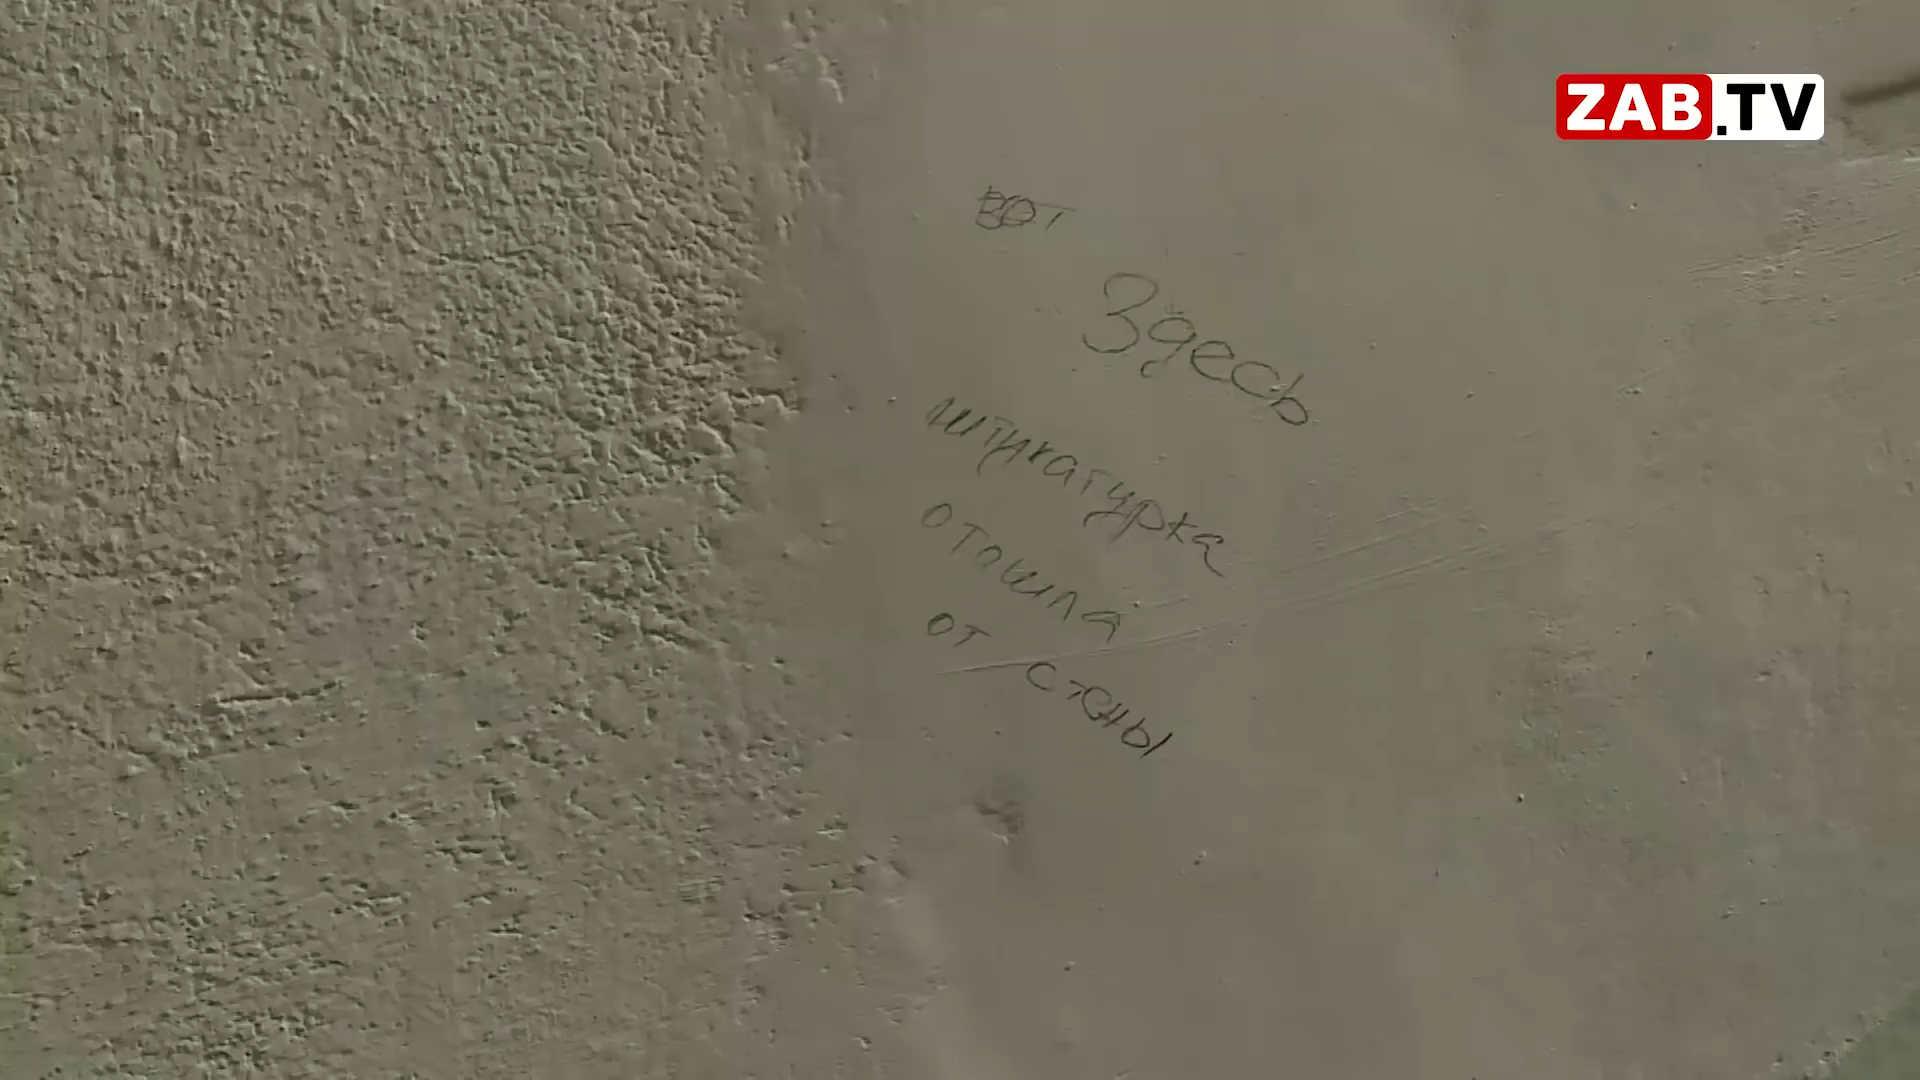 ZAB.TV
вот
Здесь
штукатурка
отошла
от стены